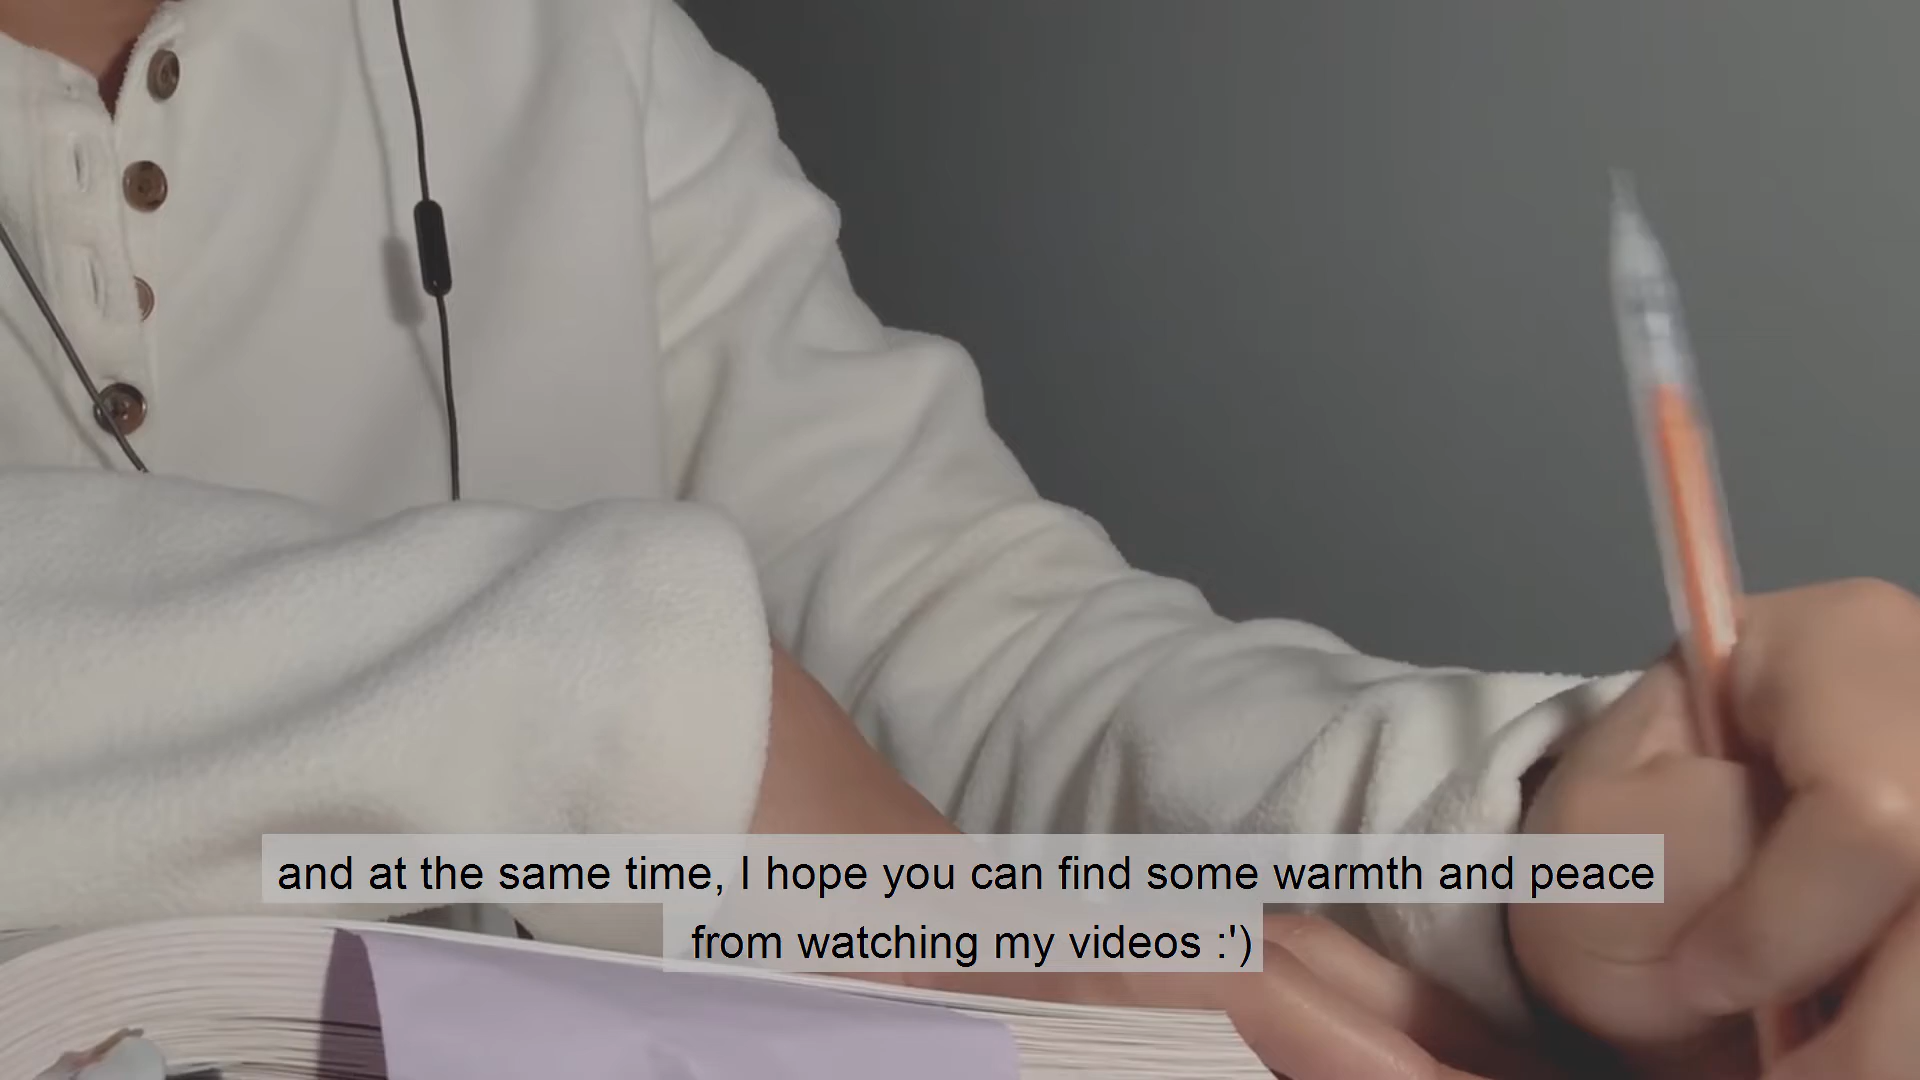 and at the same time, I hope you can find some warmth and peace
from watching my videos :')